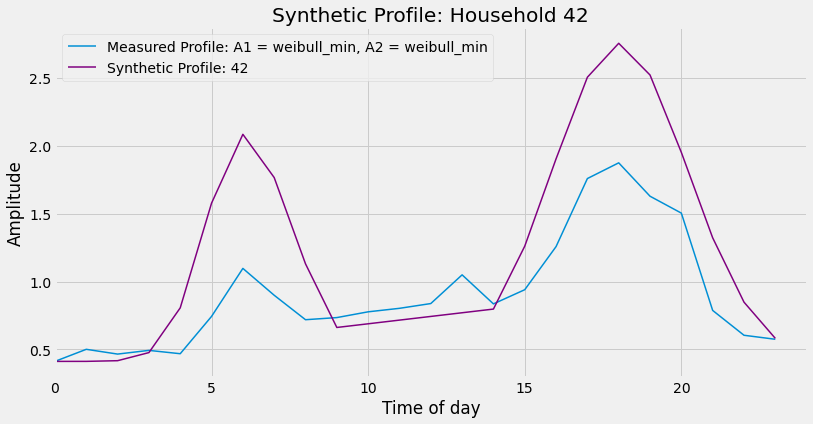 Synthetic Profile: Household 42
Measured Profile: A1 = weibull_min, A2 = weibull_min
Synthetic Profile: 42
Amplitude
2.5
2.0
1.5
1.0
0.5
0 5 10 15 20
Time of day